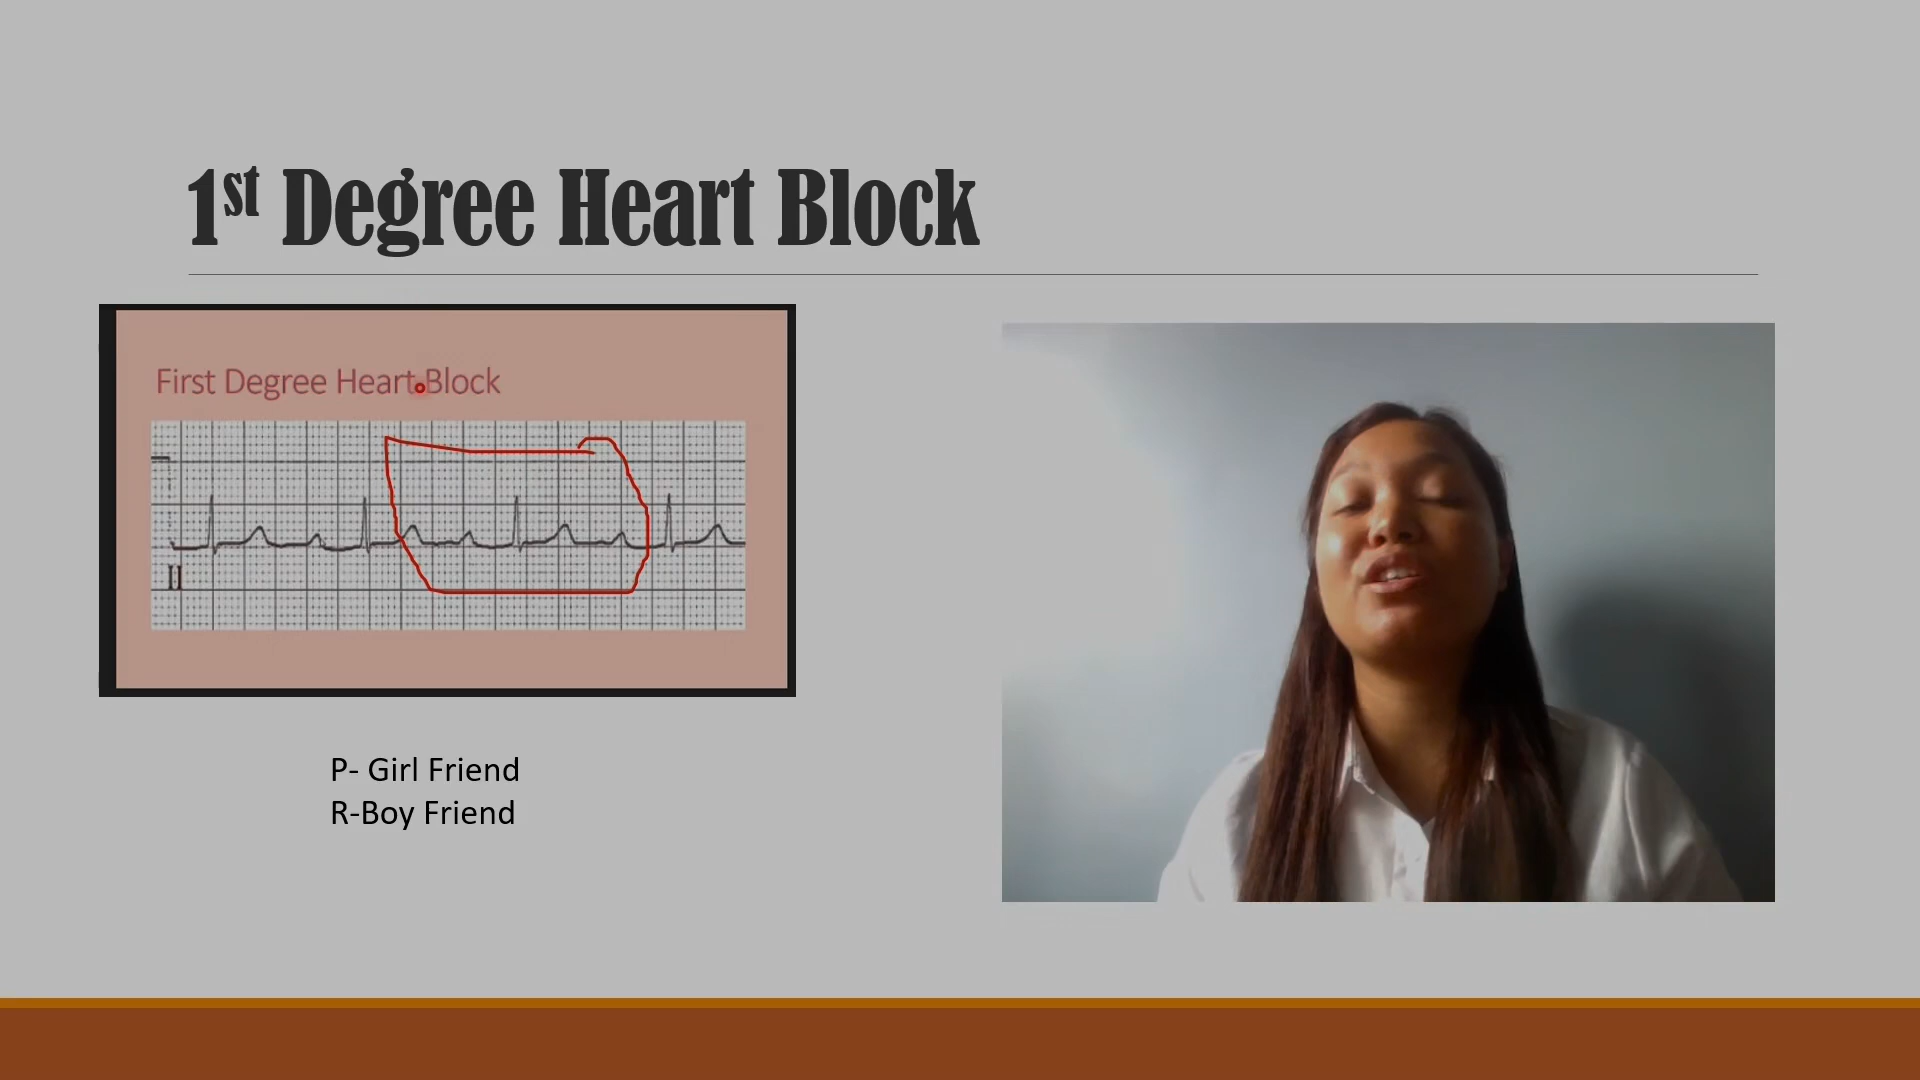 1st Degree Heart Block
First Degree Heart Block
II
P- Girl Friend
R-Boy Friend